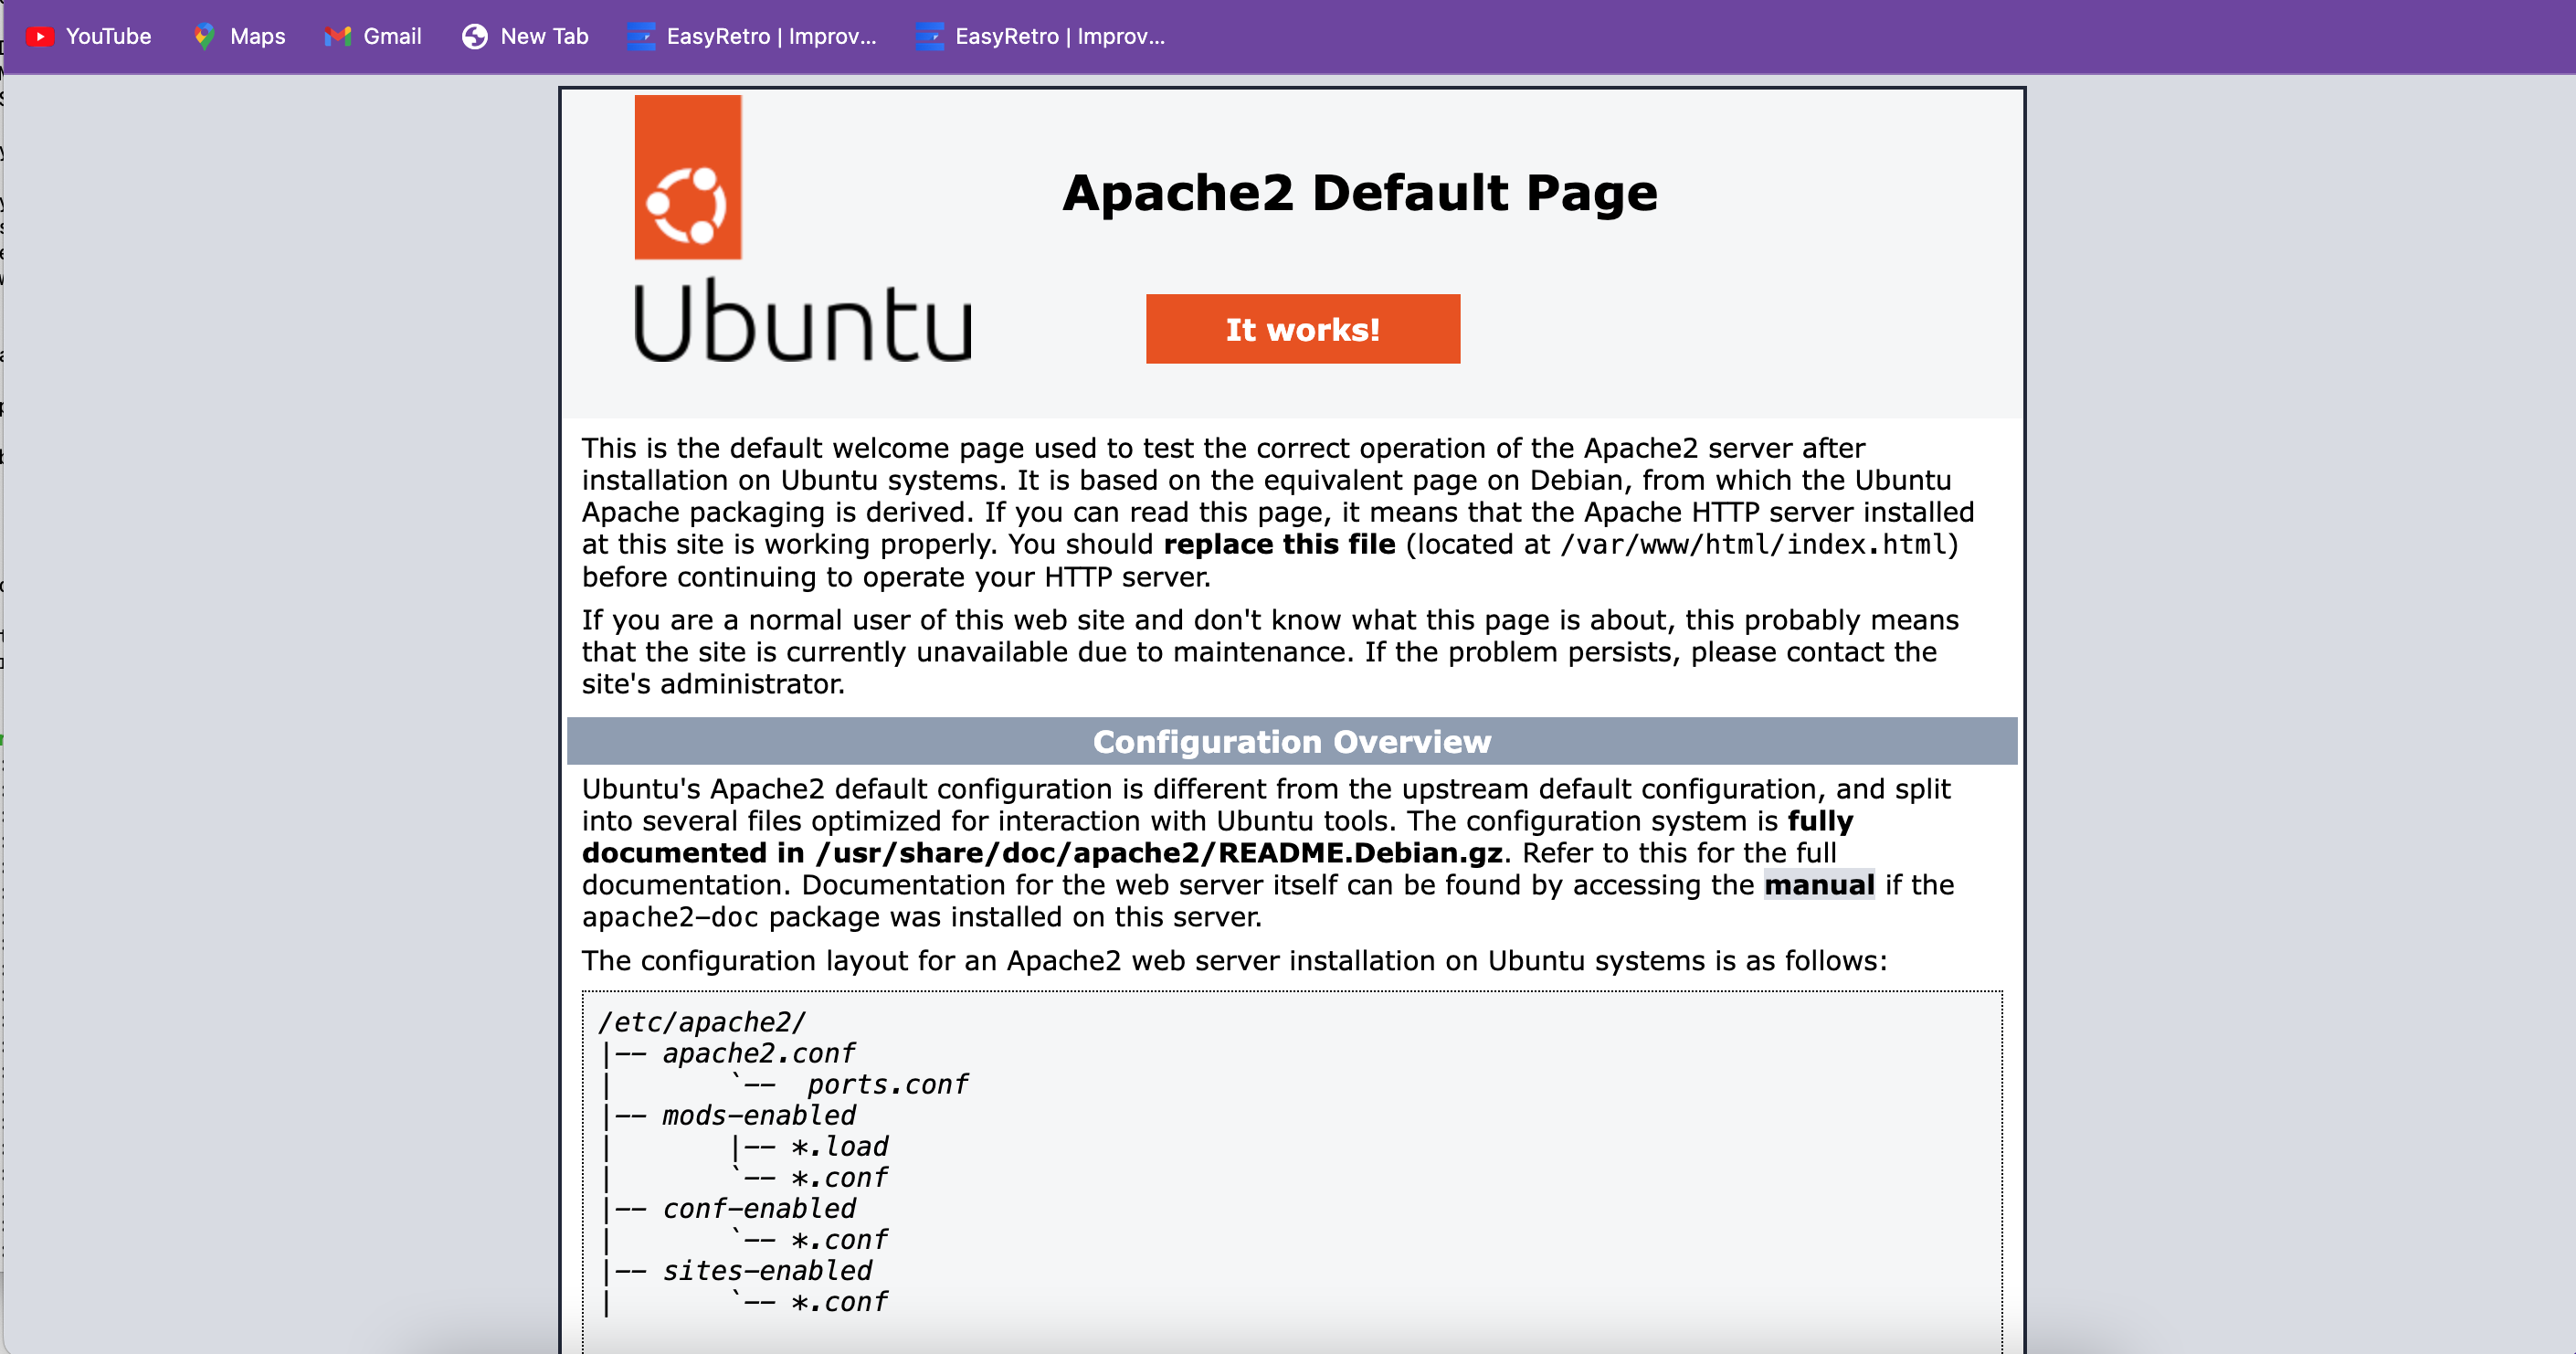 YouTube Maps Gmail New Tab EasyRetro | Improv... EasyRetro | Improv...
Ubuntu
Apache2 Default Page
It works!
This is the default welcome page used to test the correct operation of the Apache2 server after
installation on Ubuntu systems. It is based on the equivalent page on Debian, from which the Ubuntu
Apache packaging is derived. If you can read this page, it means that the Apache HTTP server installed
at this site is working properly. You should replace this file (located at /var/www/html/index.html)
before continuing to operate your HTTP server.
If you are a normal user of this web site and don't know what this page is about, this probably means
that the site is currently unavailable due to maintenance. If the problem persists, please contact the
site's administrator.
Configuration Overview
Ubuntu's Apache2 default configuration is different from the upstream default configuration, and split
into several files optimized for interaction with Ubuntu tools. The configuration system is fully
documented in /usr/share/doc/apache2/README.Debian.gz. Refer to this for the full
documentation. Documentation for the web server itself can be found by accessing the manual if the
apache2-doc package was installed on this server.
The configuration layout for an Apache2 web server installation on Ubuntu systems is as follows:
/etc/apache2/
|-- apache2.conf
|       `--  ports.conf
|-- mods-enabled
|       |-- *.load
|       `-- *.conf
|-- conf-enabled
|       `-- *.conf
|-- sites-enabled
|       `-- *.conf